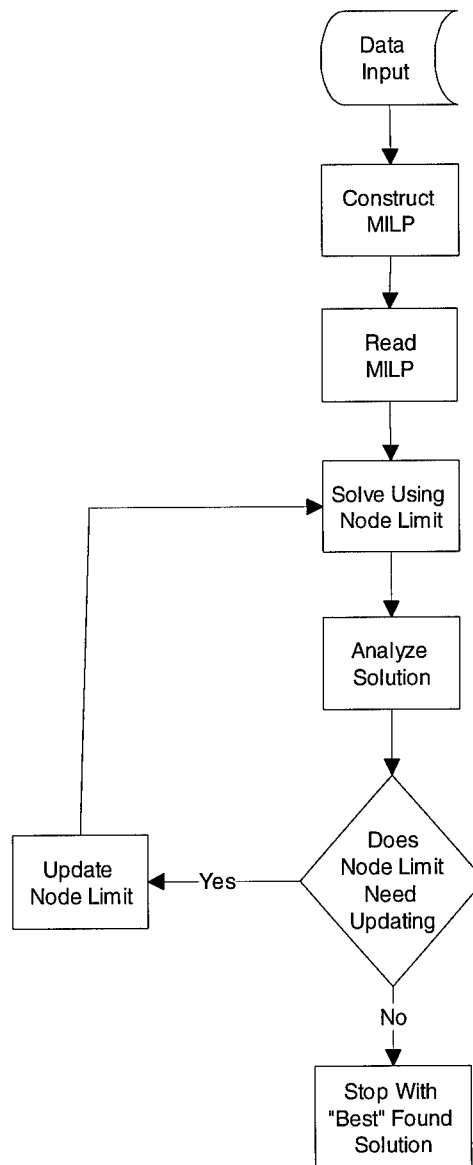 Data
Input
Construct
MILP
Read
MILP
Solve Using
Node Limit
Analyze
Solution
Does
Node Limit
Need
Updating
Yes
Update
Node Limit
No
Stop With
"Best" Found
Solution